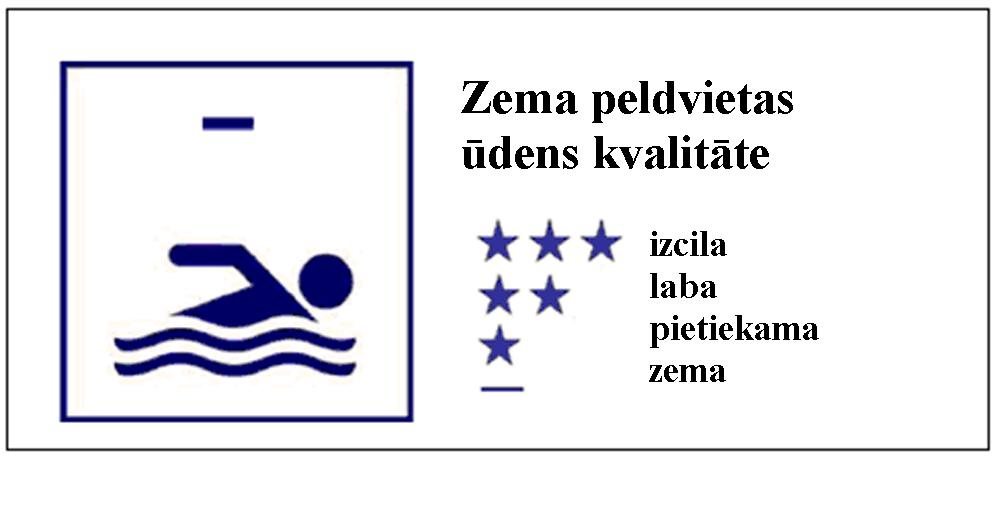 Zema peldvietas
ūdens kvalitāte
izcila
laba
pietiekama
zema